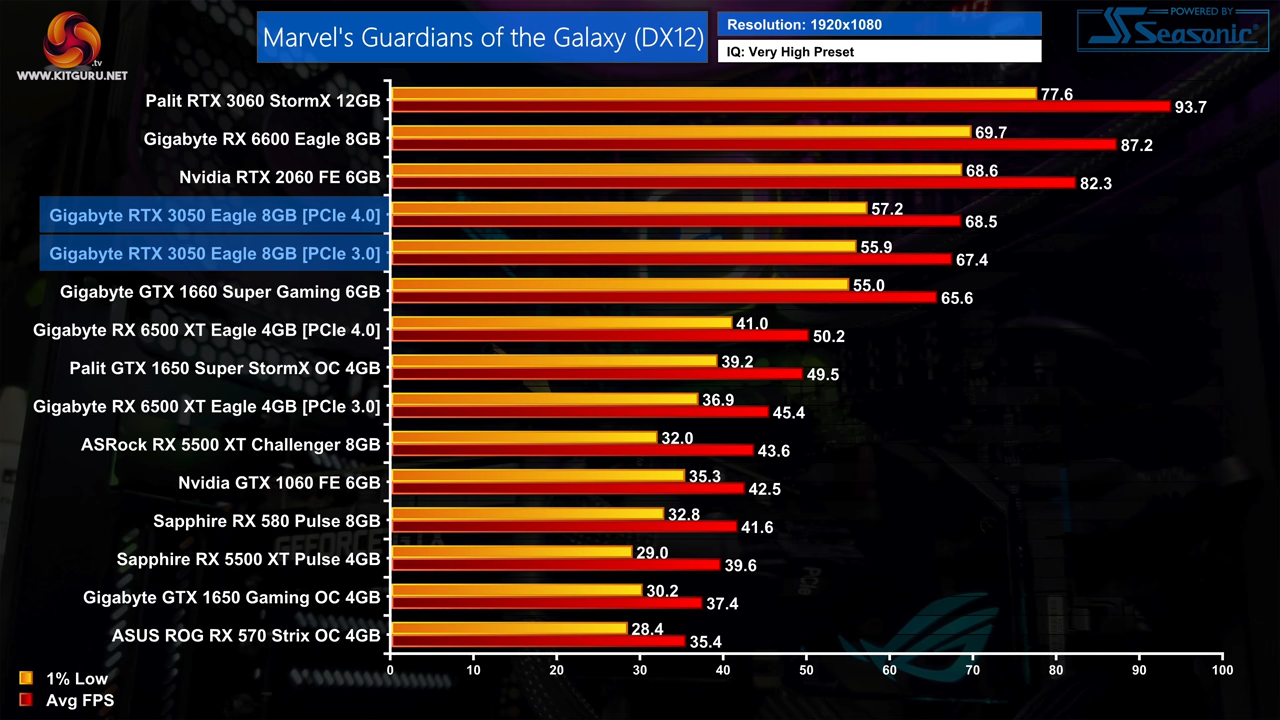 .tv
WWW.KITGURU.NET
Marvel's Guardians of the Galaxy (DX12)
Resolution: 1920x1080
IQ: Very High Preset
POWERED BY
Seasonic
Palit RTX 3060 StormX 12GB 77.6 93.7
Gigabyte RX 6600 Eagle 8GB 69.7 87.2
Nvidia RTX 2060 FE 6GB 68.6 82.3
Gigabyte RTX 3050 Eagle 8GB [PCIe 4.0] 57.2 68.5
Gigabyte RTX 3050 Eagle 8GB [PCIe 3.0] 55.9 67.4
Gigabyte GTX 1660 Super Gaming 6GB 55.0 65.6
Gigabyte RX 6500 XT Eagle 4GB [PCIe 4.0] 41.0 50.2
Palit GTX 1650 Super StormX OC 4GB 39.2 49.5
Gigabyte RX 6500 XT Eagle 4GB [PCIe 3.0] 36.9 45.4
ASRock RX 5500 XT Challenger 8GB 32.0 43.6
Nvidia GTX 1060 FE 6GB 35.3 42.5
Sapphire RX 580 Pulse 8GB 32.8 41.6
Sapphire RX 5500 XT Pulse 4GB 29.0 39.6
Gigabyte GTX 1650 Gaming OC 4GB 30.2 37.4
ASUS ROG RX 570 Strix OC 4GB 28.4 35.4
0 10 20 30 40 50 60 70 80 90 100
1% Low
Avg FPS
PCIe